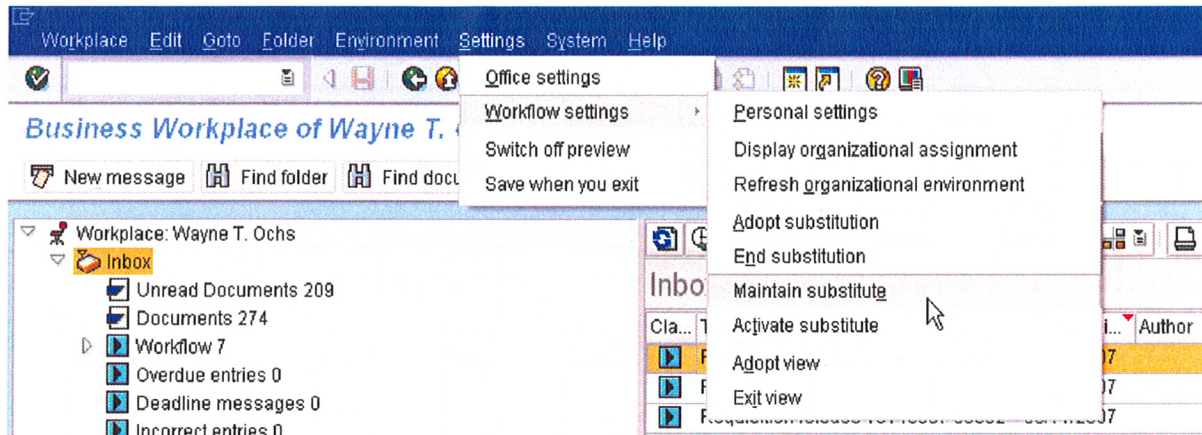 Workplace Edit Goto Folder Environment Settings System Help
Office settings
Workflow settings
Switch off preview
Save when you exit
Personal settings
Display organizational assignment
Refresh organizational environment
Adopt substitution
End substitution
Maintain substitute
Activate substitute
Adopt view
Exit view
Business Workplace of Wayne T.
New message Find folder Find docu
Workplace: Wayne T. Ochs
Inbox
Unread Documents 209
Documents 274
Workflow 7
Overdue entries 0
Deadline messages 0
Incorrect entries 0
Inbo
Cla... T i... Author